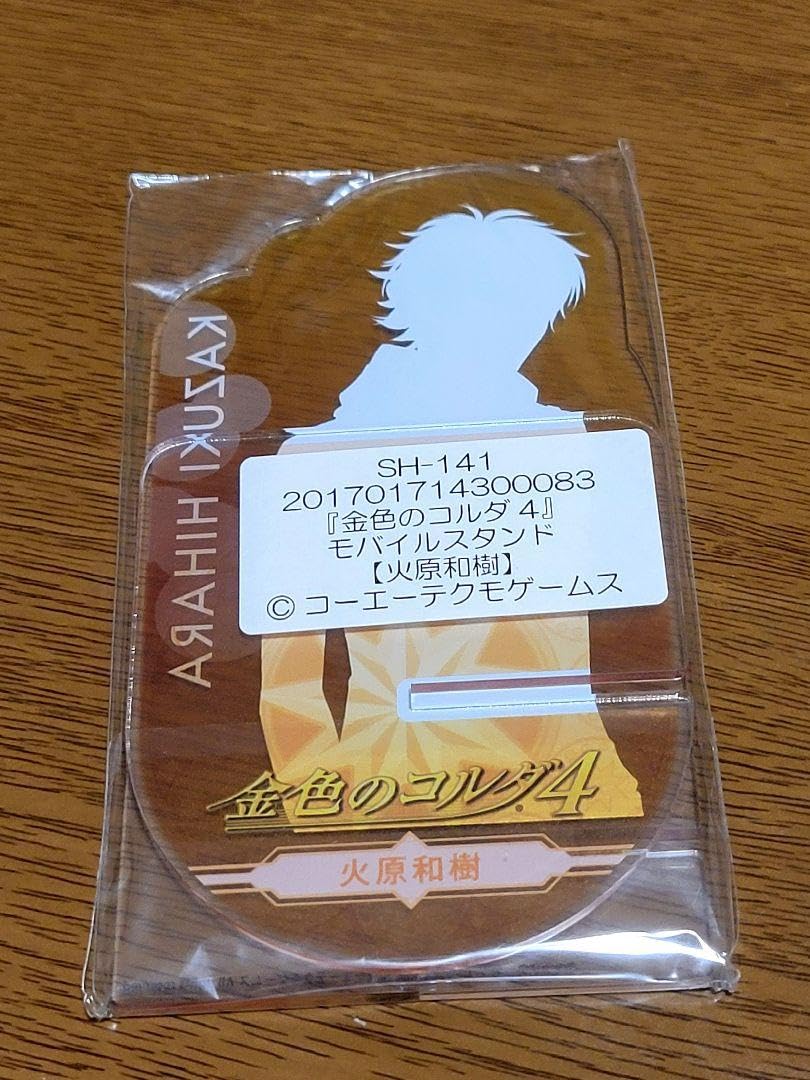 KAZUKI HIHARA
SH-141
201701714300083
『金色のコルダ 4』
モバイルスタンド
【火原和樹】
© コーエーテクモゲームス
金色のコルダ4
火原和樹